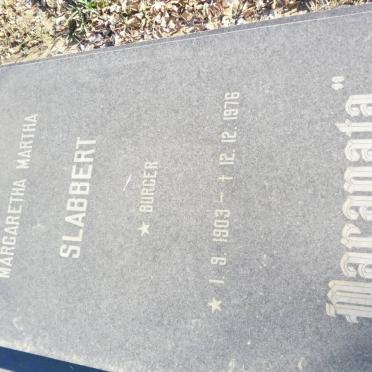 MARGARETHA MARTHA
SLABBERT
★ BURGER
★ 1. 9. 1903 – † 12. 12. 1976
"Maranata